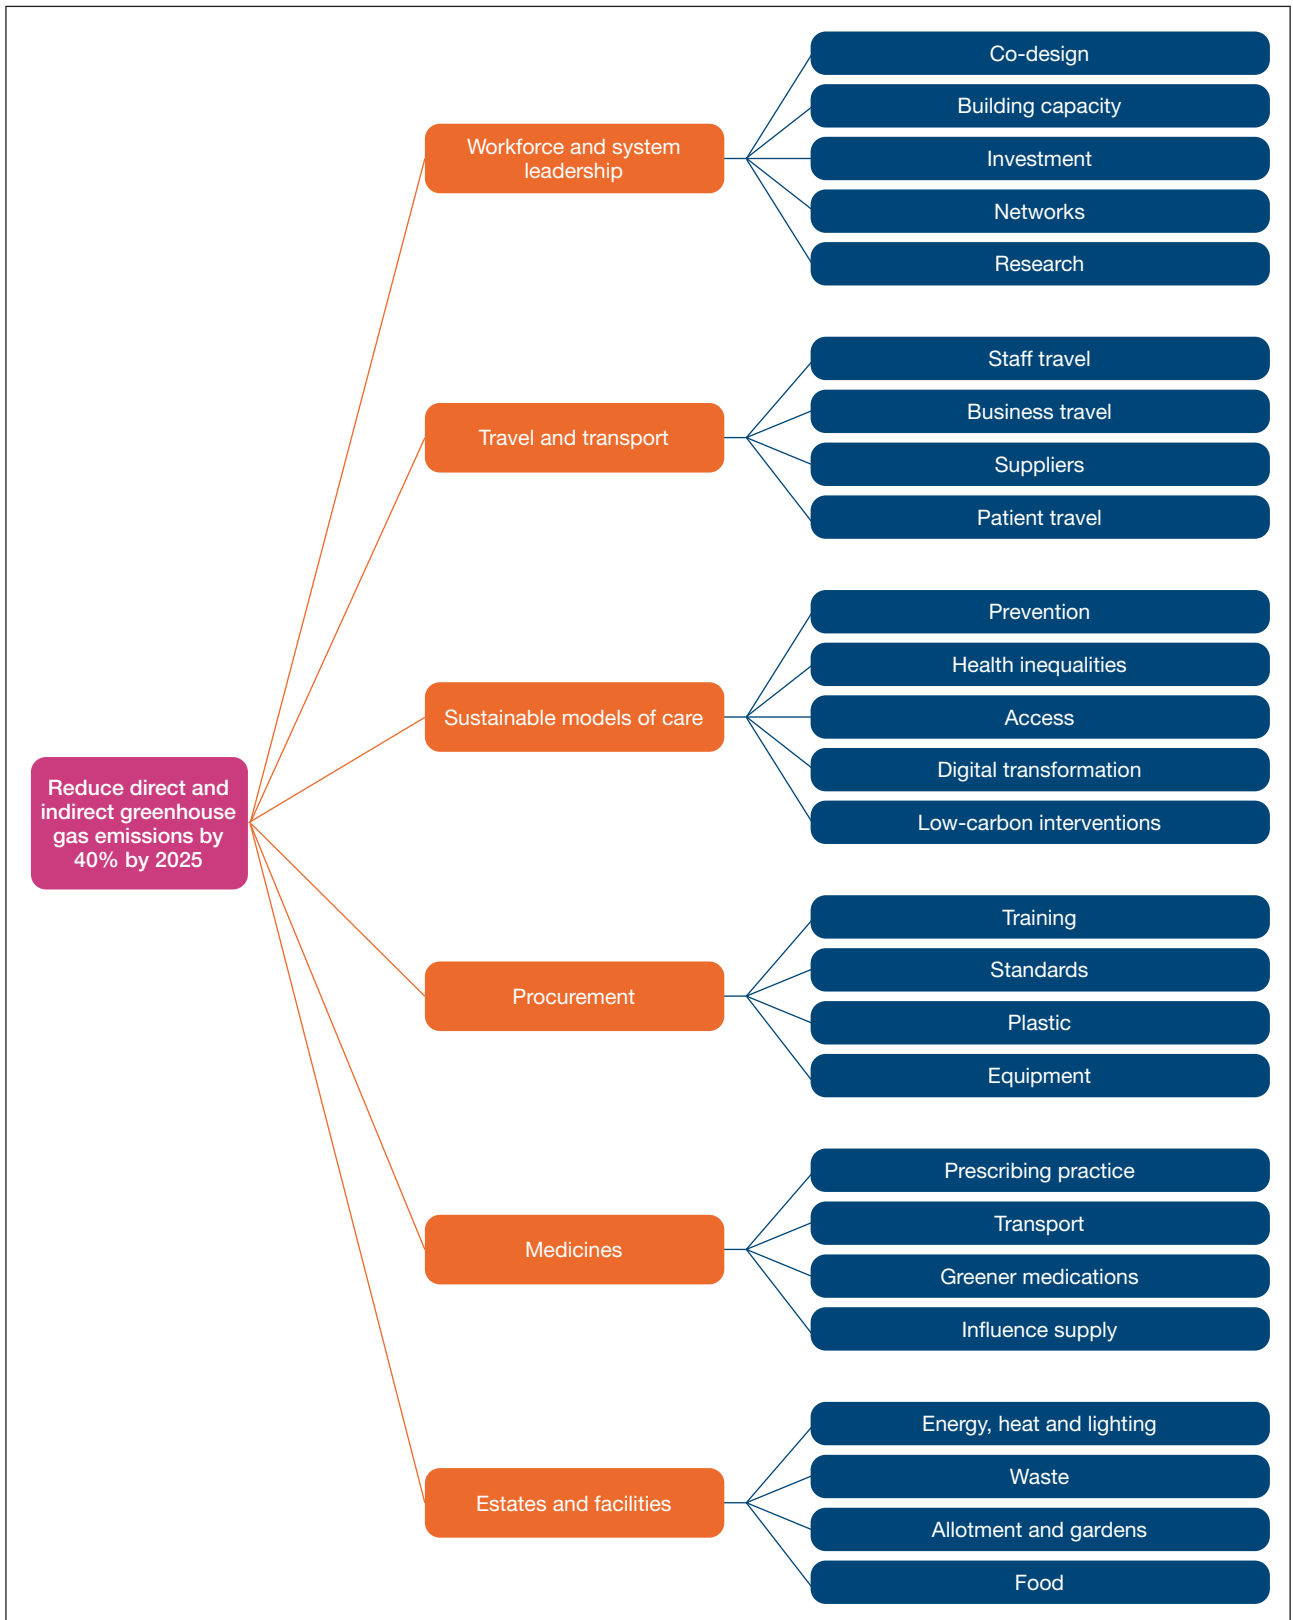 Reduce direct and
indirect greenhouse
gas emissions by
40% by 2025
Workforce and system
leadership
Co-design
Building capacity
Investment
Networks
Research
Travel and transport
Staff travel
Business travel
Suppliers
Patient travel
Sustainable models of care
Prevention
Health inequalities
Access
Digital transformation
Low-carbon interventions
Procurement
Training
Standards
Plastic
Equipment
Medicines
Prescribing practice
Transport
Greener medications
Influence supply
Estates and facilities
Energy, heat and lighting
Waste
Allotment and gardens
Food